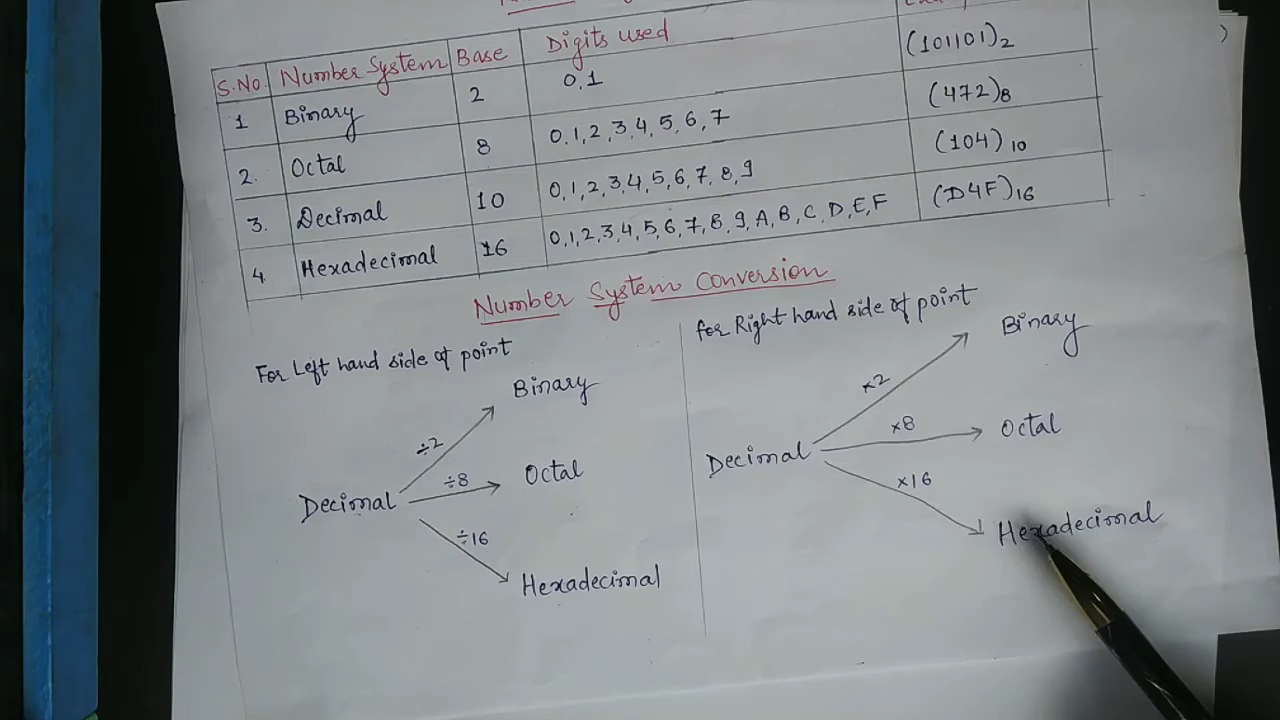 S.No. Number System Base Digits used
1 Binary 2 0,1 (101101)2
2. Octal 8 0,1,2,3,4,5,6,7 (472)8
3. Decimal 10 0,1,2,3,4,5,6,7,8,9 (104)10
4 Hexadecimal 16 0,1,2,3,4,5,6,7,8,9,A,B,C,D,E,F (D4F)16
Number System Conversion
For Left hand side of point
÷2 Binary
Decimal ÷8 Octal
÷16 Hexadecimal
for Right hand side of point
×2 Binary
Decimal ×8 Octal
×16 Hexadecimal